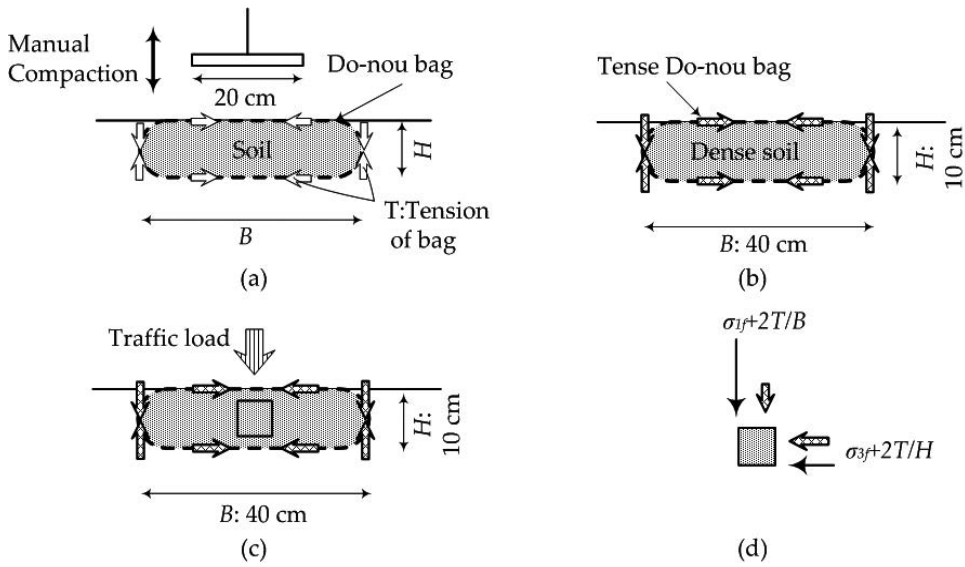 Manual
Compaction
20 cm
Do-nou bag
Soil
H
T:Tension
of bag
B
(a)
Tense Do-nou bag
Dense soil
H:
10 cm
B: 40 cm
(b)
Traffic load
H:
10 cm
B: 40 cm
(c)
σ1f+2T/B
σ3f+2T/H
(d)